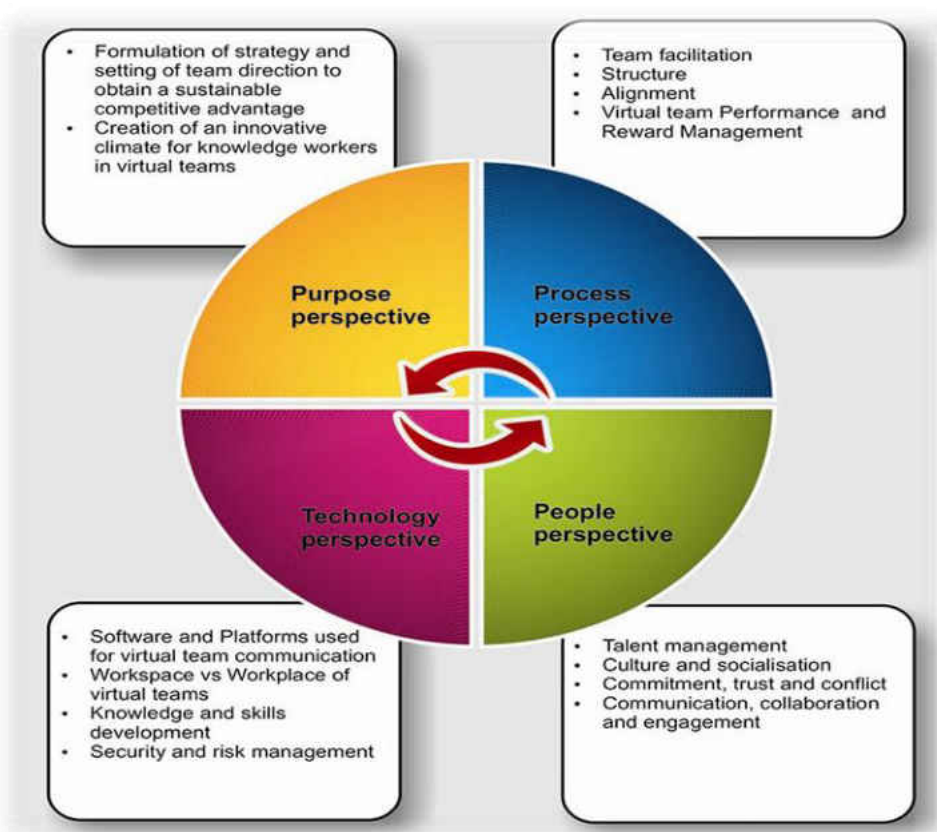 • Formulation of strategy and
setting of team direction to
obtain a sustainable
competitive advantage
• Creation of an innovative
climate for knowledge workers
in virtual teams
• Team facilitation
• Structure
• Alignment
• Virtual team Performance and
Reward Management
Purpose
perspective
Process
perspective
Technology
perspective
People
perspective
• Software and Platforms used
for virtual team communication
• Workspace vs Workplace of
virtual teams
• Knowledge and skills
development
• Security and risk management
• Talent management
• Culture and socialisation
• Commitment, trust and conflict
• Communication, collaboration
and engagement